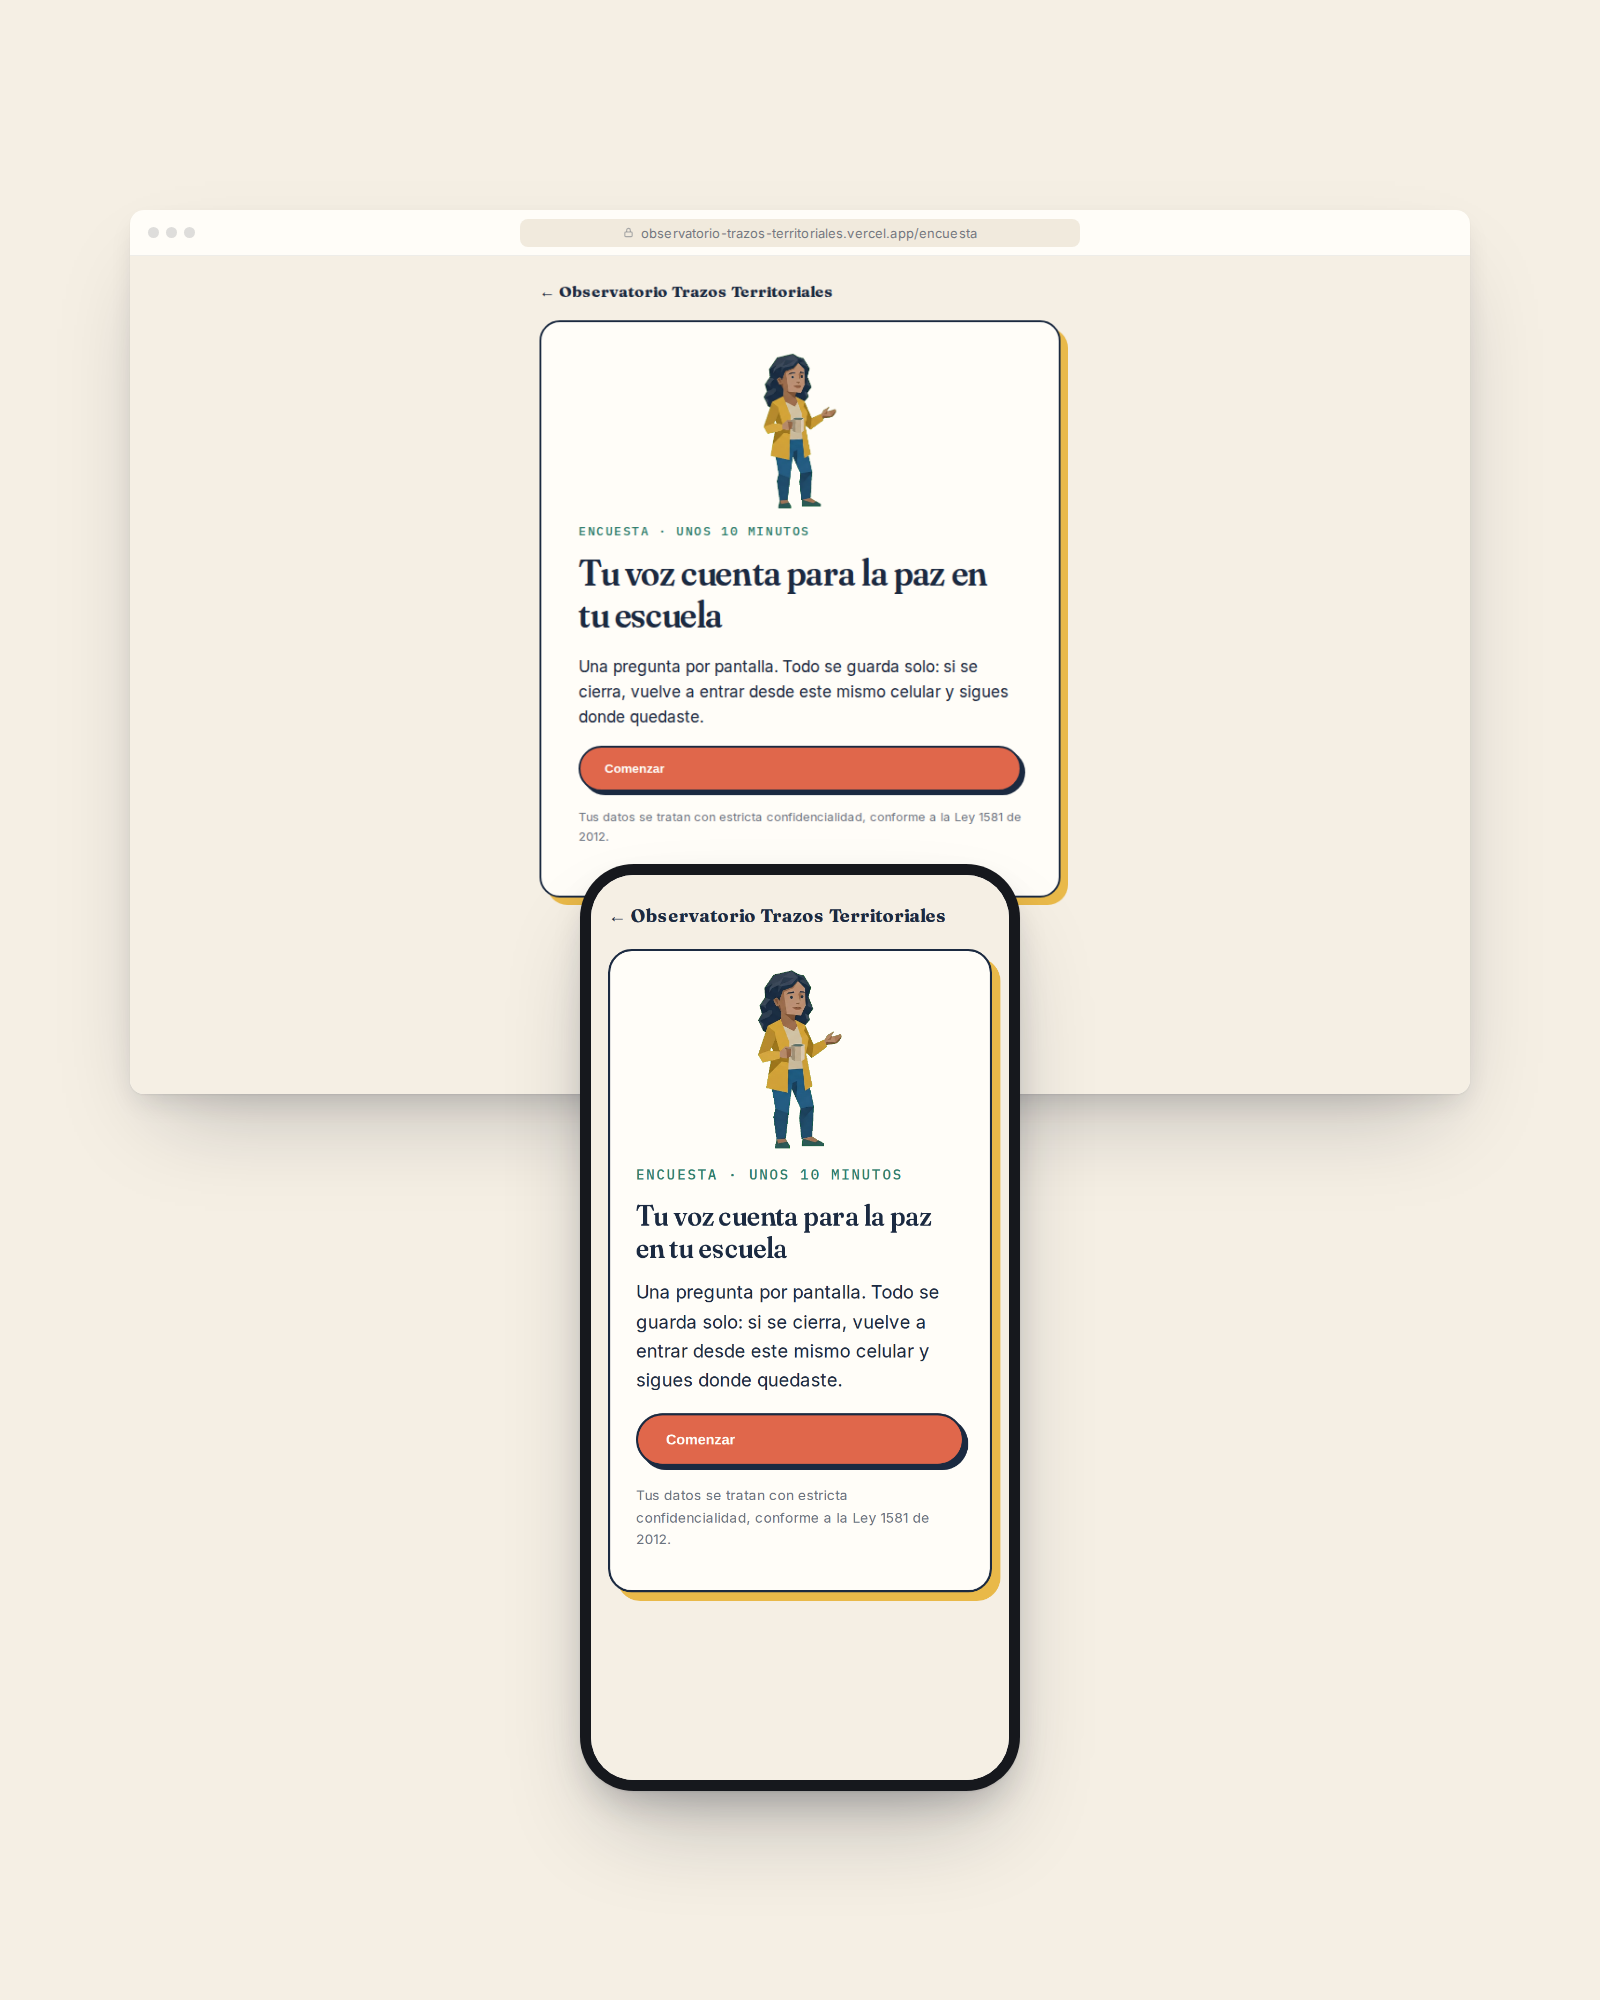 observatorio-trazos-territoriales.vercel.app/encuesta
← Observatorio Trazos Territoriales
ENCUESTA · UNOS 10 MINUTOS
Tu voz cuenta para la paz en
tu escuela
Una pregunta por pantalla. Todo se guarda solo: si se
cierra, vuelve a entrar desde este mismo celular y sigues
donde quedaste.
Comenzar
Tus datos se tratan con estricta confidencialidad, conforme a la Ley 1581 de
2012.
← Observatorio Trazos Territoriales
ENCUESTA · UNOS 10 MINUTOS
Tu voz cuenta para la paz
en tu escuela
Una pregunta por pantalla. Todo se
guarda solo: si se cierra, vuelve a
entrar desde este mismo celular y
sigues donde quedaste.
Comenzar
Tus datos se tratan con estricta
confidencialidad, conforme a la Ley 1581 de
2012.